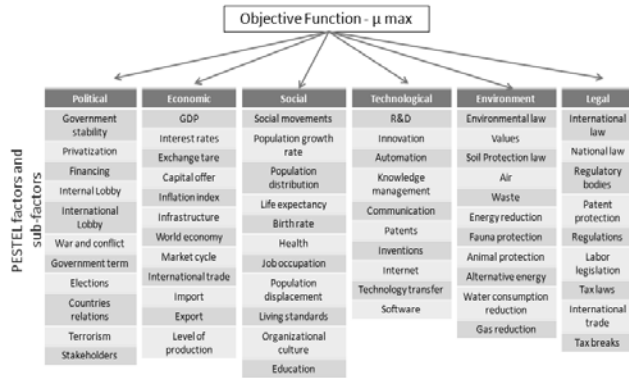 Objective Function - µ max
PESTEL factors and
sub-factors
Political
Government
stability
Privatization
Financing
Internal Lobby
International
Lobby
War and conflict
Government term
Elections
Countries
relations
Terrorism
Stakeholders
Economic
GDP
Interest rates
Exchange tare
Capital offer
Inflation index
Infrastructure
World economy
Market cycle
International trade
Import
Export
Level of
production
Social
Social movements
Population growth
rate
Population
distribution
Life expectancy
Birth rate
Health
Job occupation
Population
displacement
Living standards
Organizational
culture
Education
Technological
R&D
Innovation
Automation
Knowledge
management
Communication
Patents
Inventions
Internet
Technology transfer
Software
Environment
Environmental law
Values
Soil Protection law
Air
Waste
Energy reduction
Fauna protection
Animal protection
Alternative energy
Water consumption
reduction
Gas reduction
Legal
International
law
National law
Regulatory
bodies
Patent
protection
Regulations
Labor
legislation
Tax laws
International
trade
Tax breaks